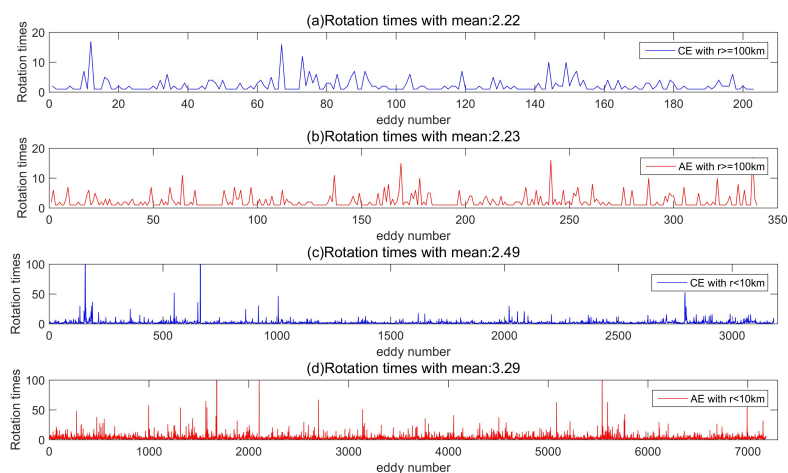 (a)Rotation times with mean:2.22
Rotation times
20
10
0
CE with r>=100km
0 20 40 60 80 100 120 140 160 180 200
eddy number
(b)Rotation times with mean:2.23
Rotation times
20
10
0
AE with r>=100km
0 50 100 150 200 250 300 350
eddy number
(c)Rotation times with mean:2.49
Rotation times
100
50
0
CE with r<10km
0 500 1000 1500 2000 2500 3000
eddy number
(d)Rotation times with mean:3.29
Rotation times
100
50
0
AE with r<10km
0 1000 2000 3000 4000 5000 6000 7000
eddy number